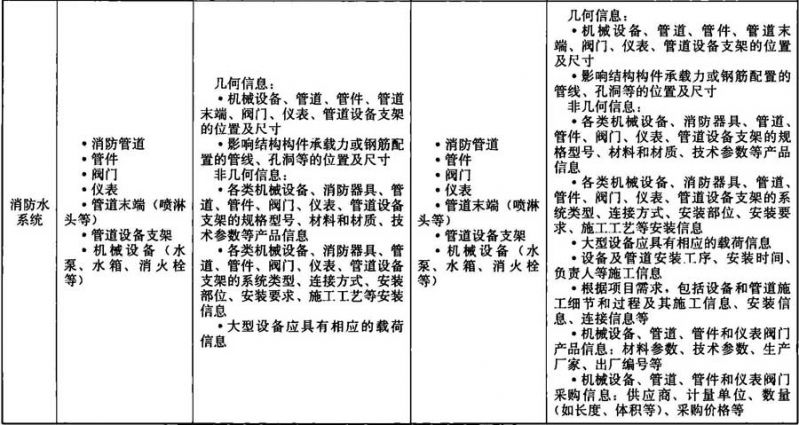 消防水
系统
• 消防管道
• 管件
• 阀门
• 仪表
• 管道末端（喷淋
头等）
• 管道设备支架
• 机械设备（水
泵、水箱、消火栓
等）
几何信息：
• 机械设备、管道、管件、管道
末端、阀门、仪表、管道设备支架
的位置及尺寸
• 影响结构构件承载力或钢筋配
置的管线、孔洞等的位置及尺寸
非几何信息：
• 各类机械设备、消防器具、管
道、管件、阀门、仪表、管道设备
支架的规格型号、材料和材质、技
术参数等产品信息
• 各类机械设备、消防器具、管
道、管件、阀门、仪表、管道设备
支架的系统类型、连接方式、安装
部位、安装要求、施工工艺等安装
信息
• 大型设备应具有相应的载荷
信息
• 消防管道
• 管件
• 阀门
• 仪表
• 管道末端（喷淋
头等）
• 管道设备支架
• 机械设备（水
泵、水箱、消火栓
等）
几何信息：
• 机械设备、管道、管件、管道末
端、阀门、仪表、管道设备支架的位置
及尺寸
• 影响结构构件承载力或钢筋配置的
管线、孔洞等的位置及尺寸
非几何信息：
• 各类机械设备、消防器具、管道、
管件、阀门、仪表、管道设备支架的规
格型号、材料和材质、技术参数等产品
信息
• 各类机械设备、消防器具、管道、
管件、阀门、仪表、管道设备支架的系
统类型、连接方式、安装部位、安装要
求、施工工艺等安装信息
• 大型设备应具有相应的载荷信息
• 设备及管道安装工序、安装时间、
负责人等施工信息
• 根据项目需求，包括设备和管道施
工细节和过程及其施工信息、安装信
息、连接信息等
• 机械设备、管道、管件和仪表阀门
产品信息：材料参数、技术参数、生产
厂家、出厂编号等
• 机械设备、管道、管件和仪表阀门
采购信息：供应商、计量单位、数量
（如长度、体积等）、采购价格等